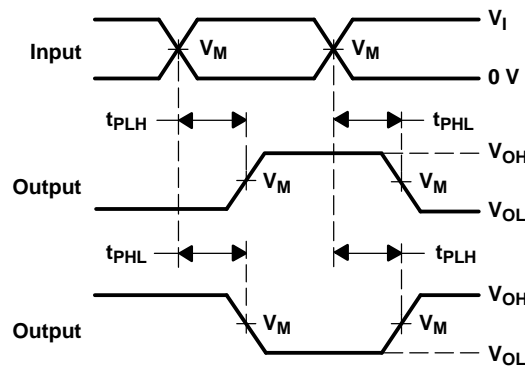 V_I
Input V_M V_M
0 V
t_PLH t_PHL
V_OH
Output V_M V_M
V_OL
t_PHL t_PLH
V_OH
Output V_M V_M
V_OL